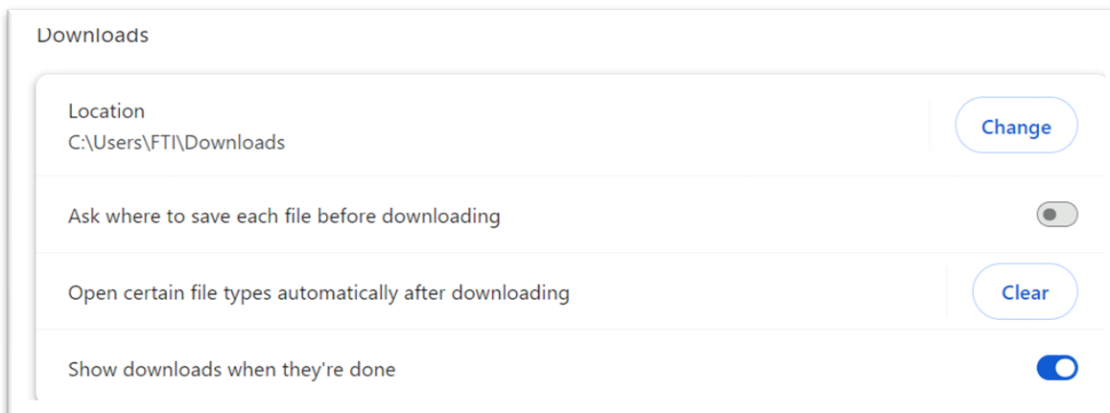 Downloads
Location
C:\Users\FTI\Downloads
Change
Ask where to save each file before downloading
Open certain file types automatically after downloading
Clear
Show downloads when they're done